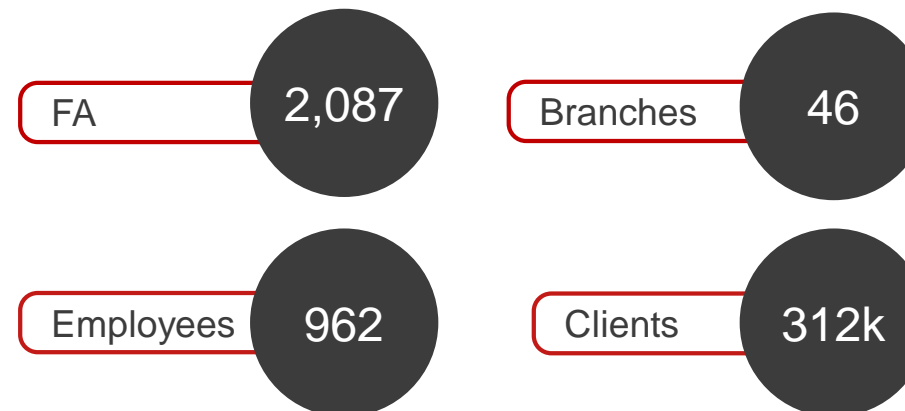 FA
2,087
Branches
46
Employees
962
Clients
312k